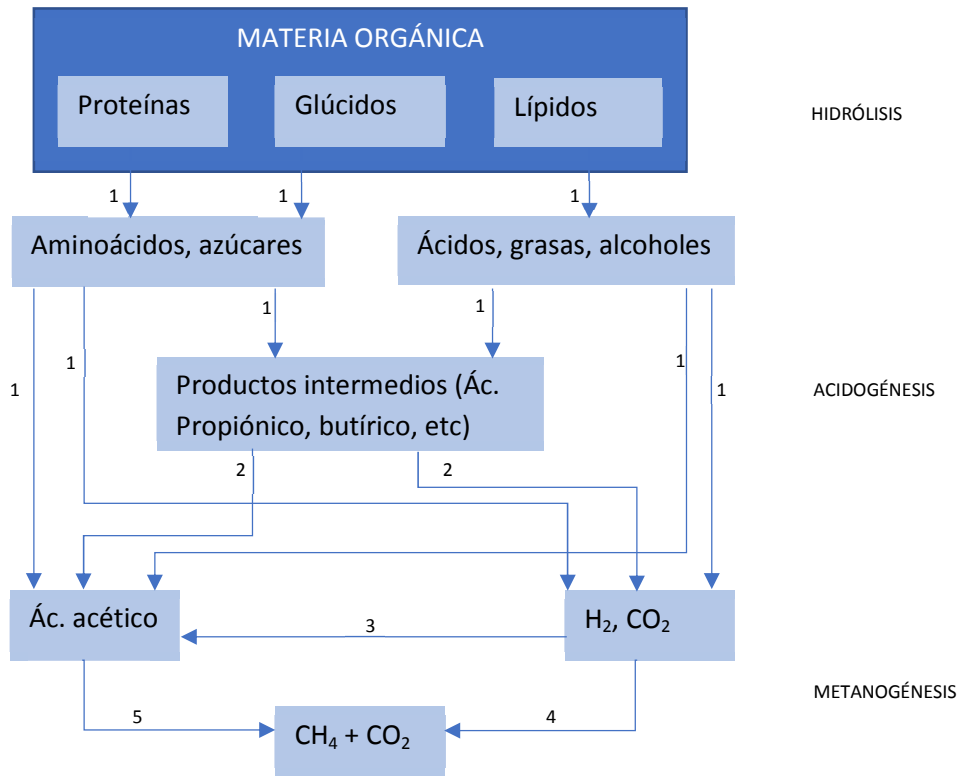 MATERIA ORGÁNICA
Proteínas
Glúcidos
Lípidos
HIDRÓLISIS
1
1
1
Aminoácidos, azúcares
Ácidos, grasas, alcoholes
1
1
1
1
1
1
Productos intermedios (Ác.
Propiónico, butírico, etc)
ACIDOGÉNESIS
2
2
Ác. acético
H₂, CO₂
3
METANOGÉNESIS
5
4
CH₄ + CO₂